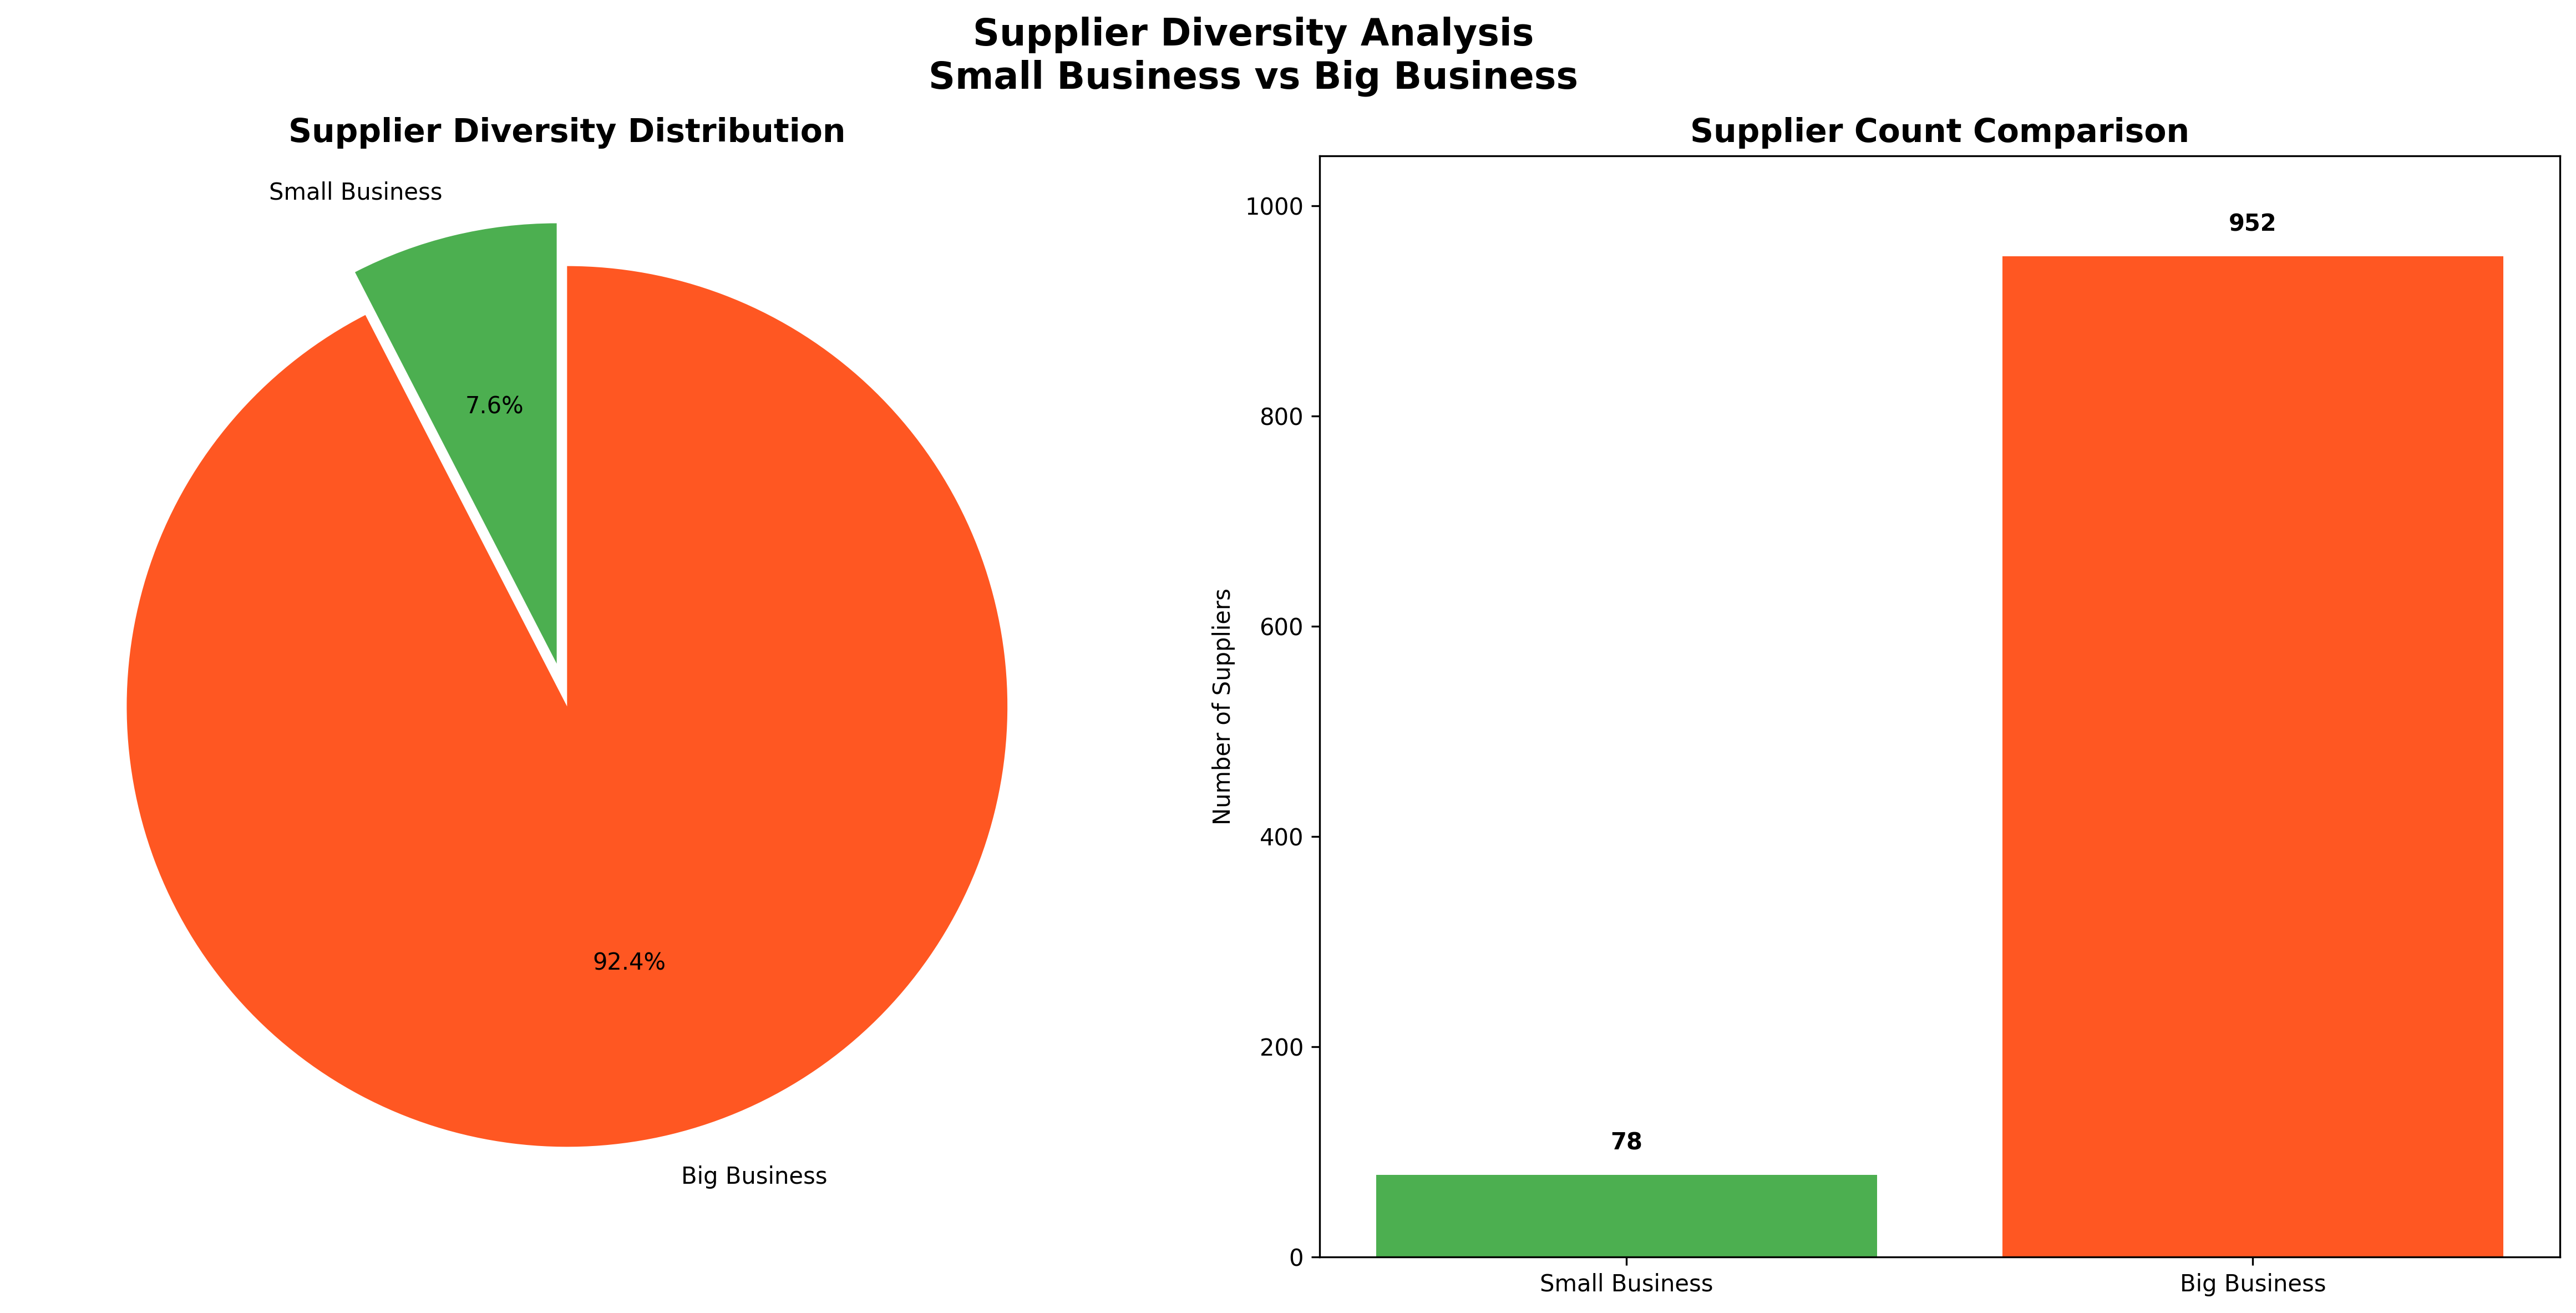 Supplier Diversity Analysis
Small Business vs Big Business
Supplier Diversity Distribution
Small Business
7.6%
92.4%
Big Business
Supplier Count Comparison
Number of Suppliers
1000
800
600
400
200
0
952
78
Small Business
Big Business